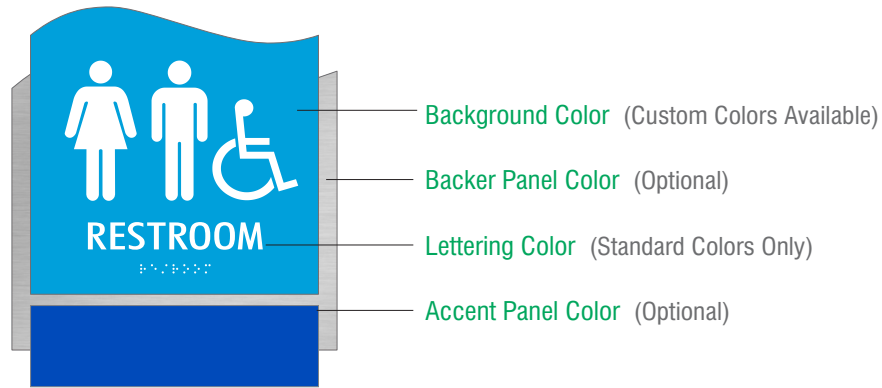 Background Color (Custom Colors Available)
Backer Panel Color (Optional)
RESTROOM
Lettering Color (Standard Colors Only)
Accent Panel Color (Optional)